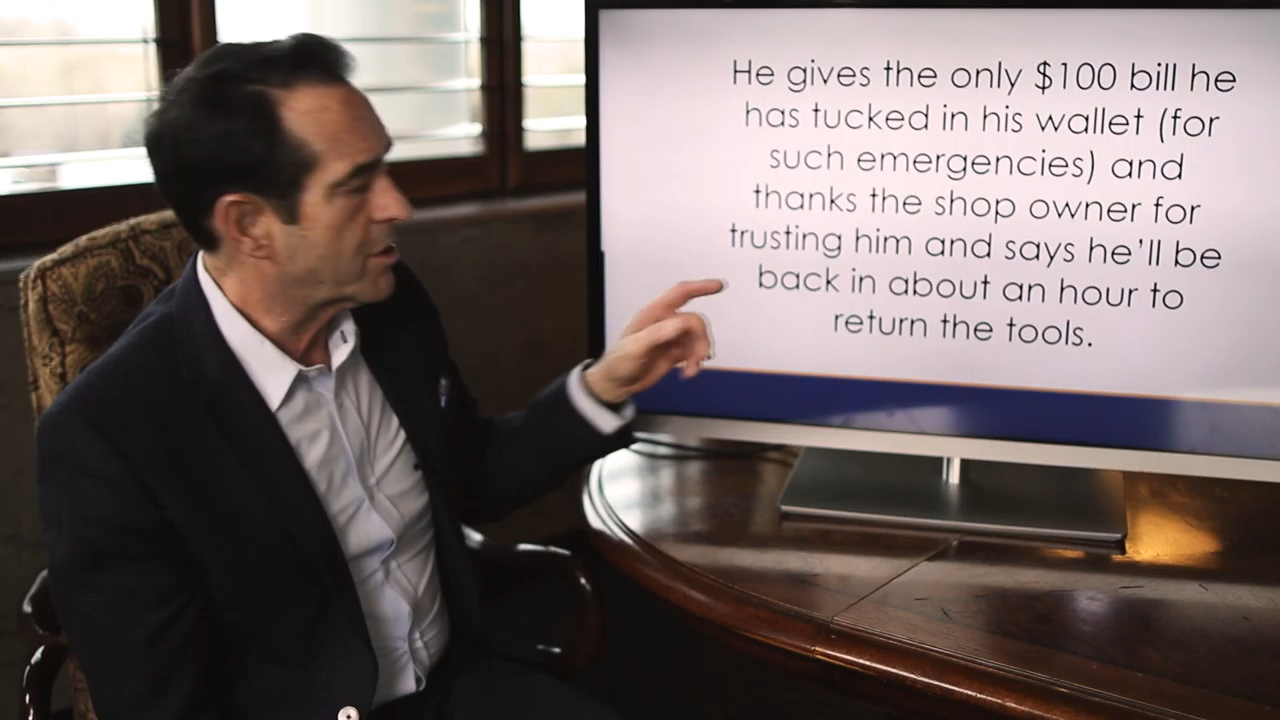 He gives the only $100 bill he
has tucked in his wallet (for
such emergencies) and
thanks the shop owner for
trusting him and says he’ll be
back in about an hour to
return the tools.